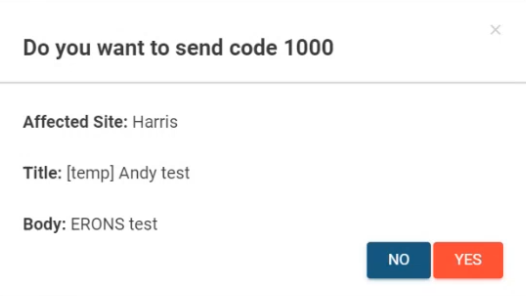 Do you want to send code 1000
Affected Site: Harris
Title: [temp] Andy test
Body: ERONS test
NO YES